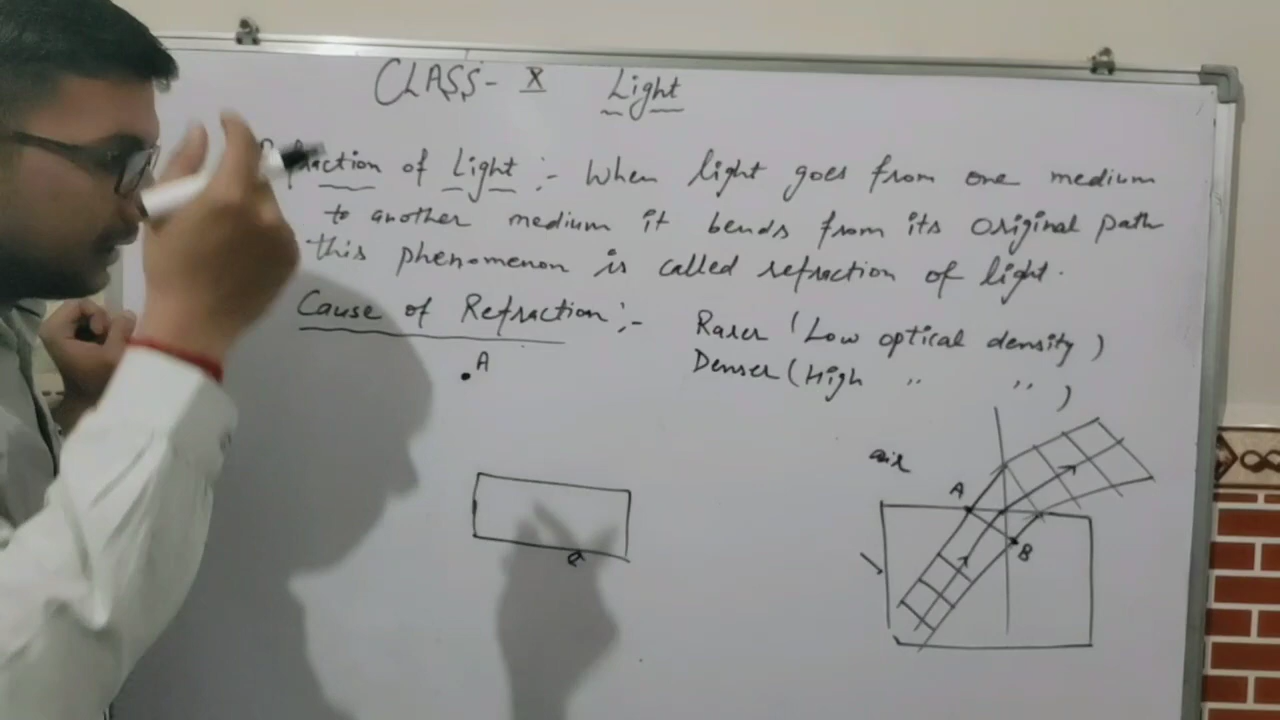 CLASS- X Light
Refraction of Light :- When light goes from one medium
to another medium it bends from its original path
this phenomenon is called refraction of light.
Cause of Refraction :- Rarer (Low optical density)
Denser (High " ")
A
air
A
B